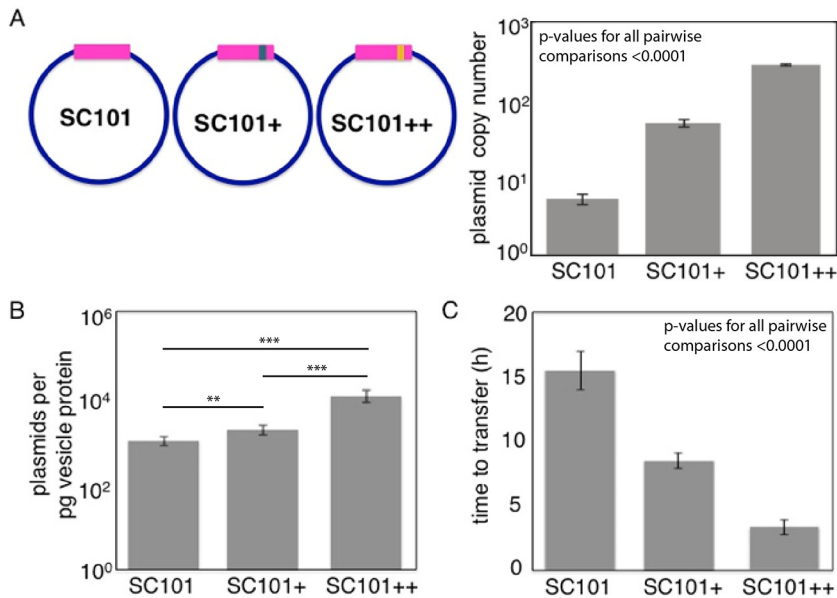 A
SC101
SC101+
SC101++
plasmid copy number
10³
10²
10¹
10⁰
p-values for all pairwise
comparisons <0.0001
SC101
SC101+
SC101++
B
plasmids per
pg vesicle protein
10⁶
10⁴
10²
10⁰
***
***
**
SC101
SC101+
SC101++
C
time to transfer (h)
20
15
10
5
0
p-values for all pairwise
comparisons <0.0001
SC101
SC101+
SC101++